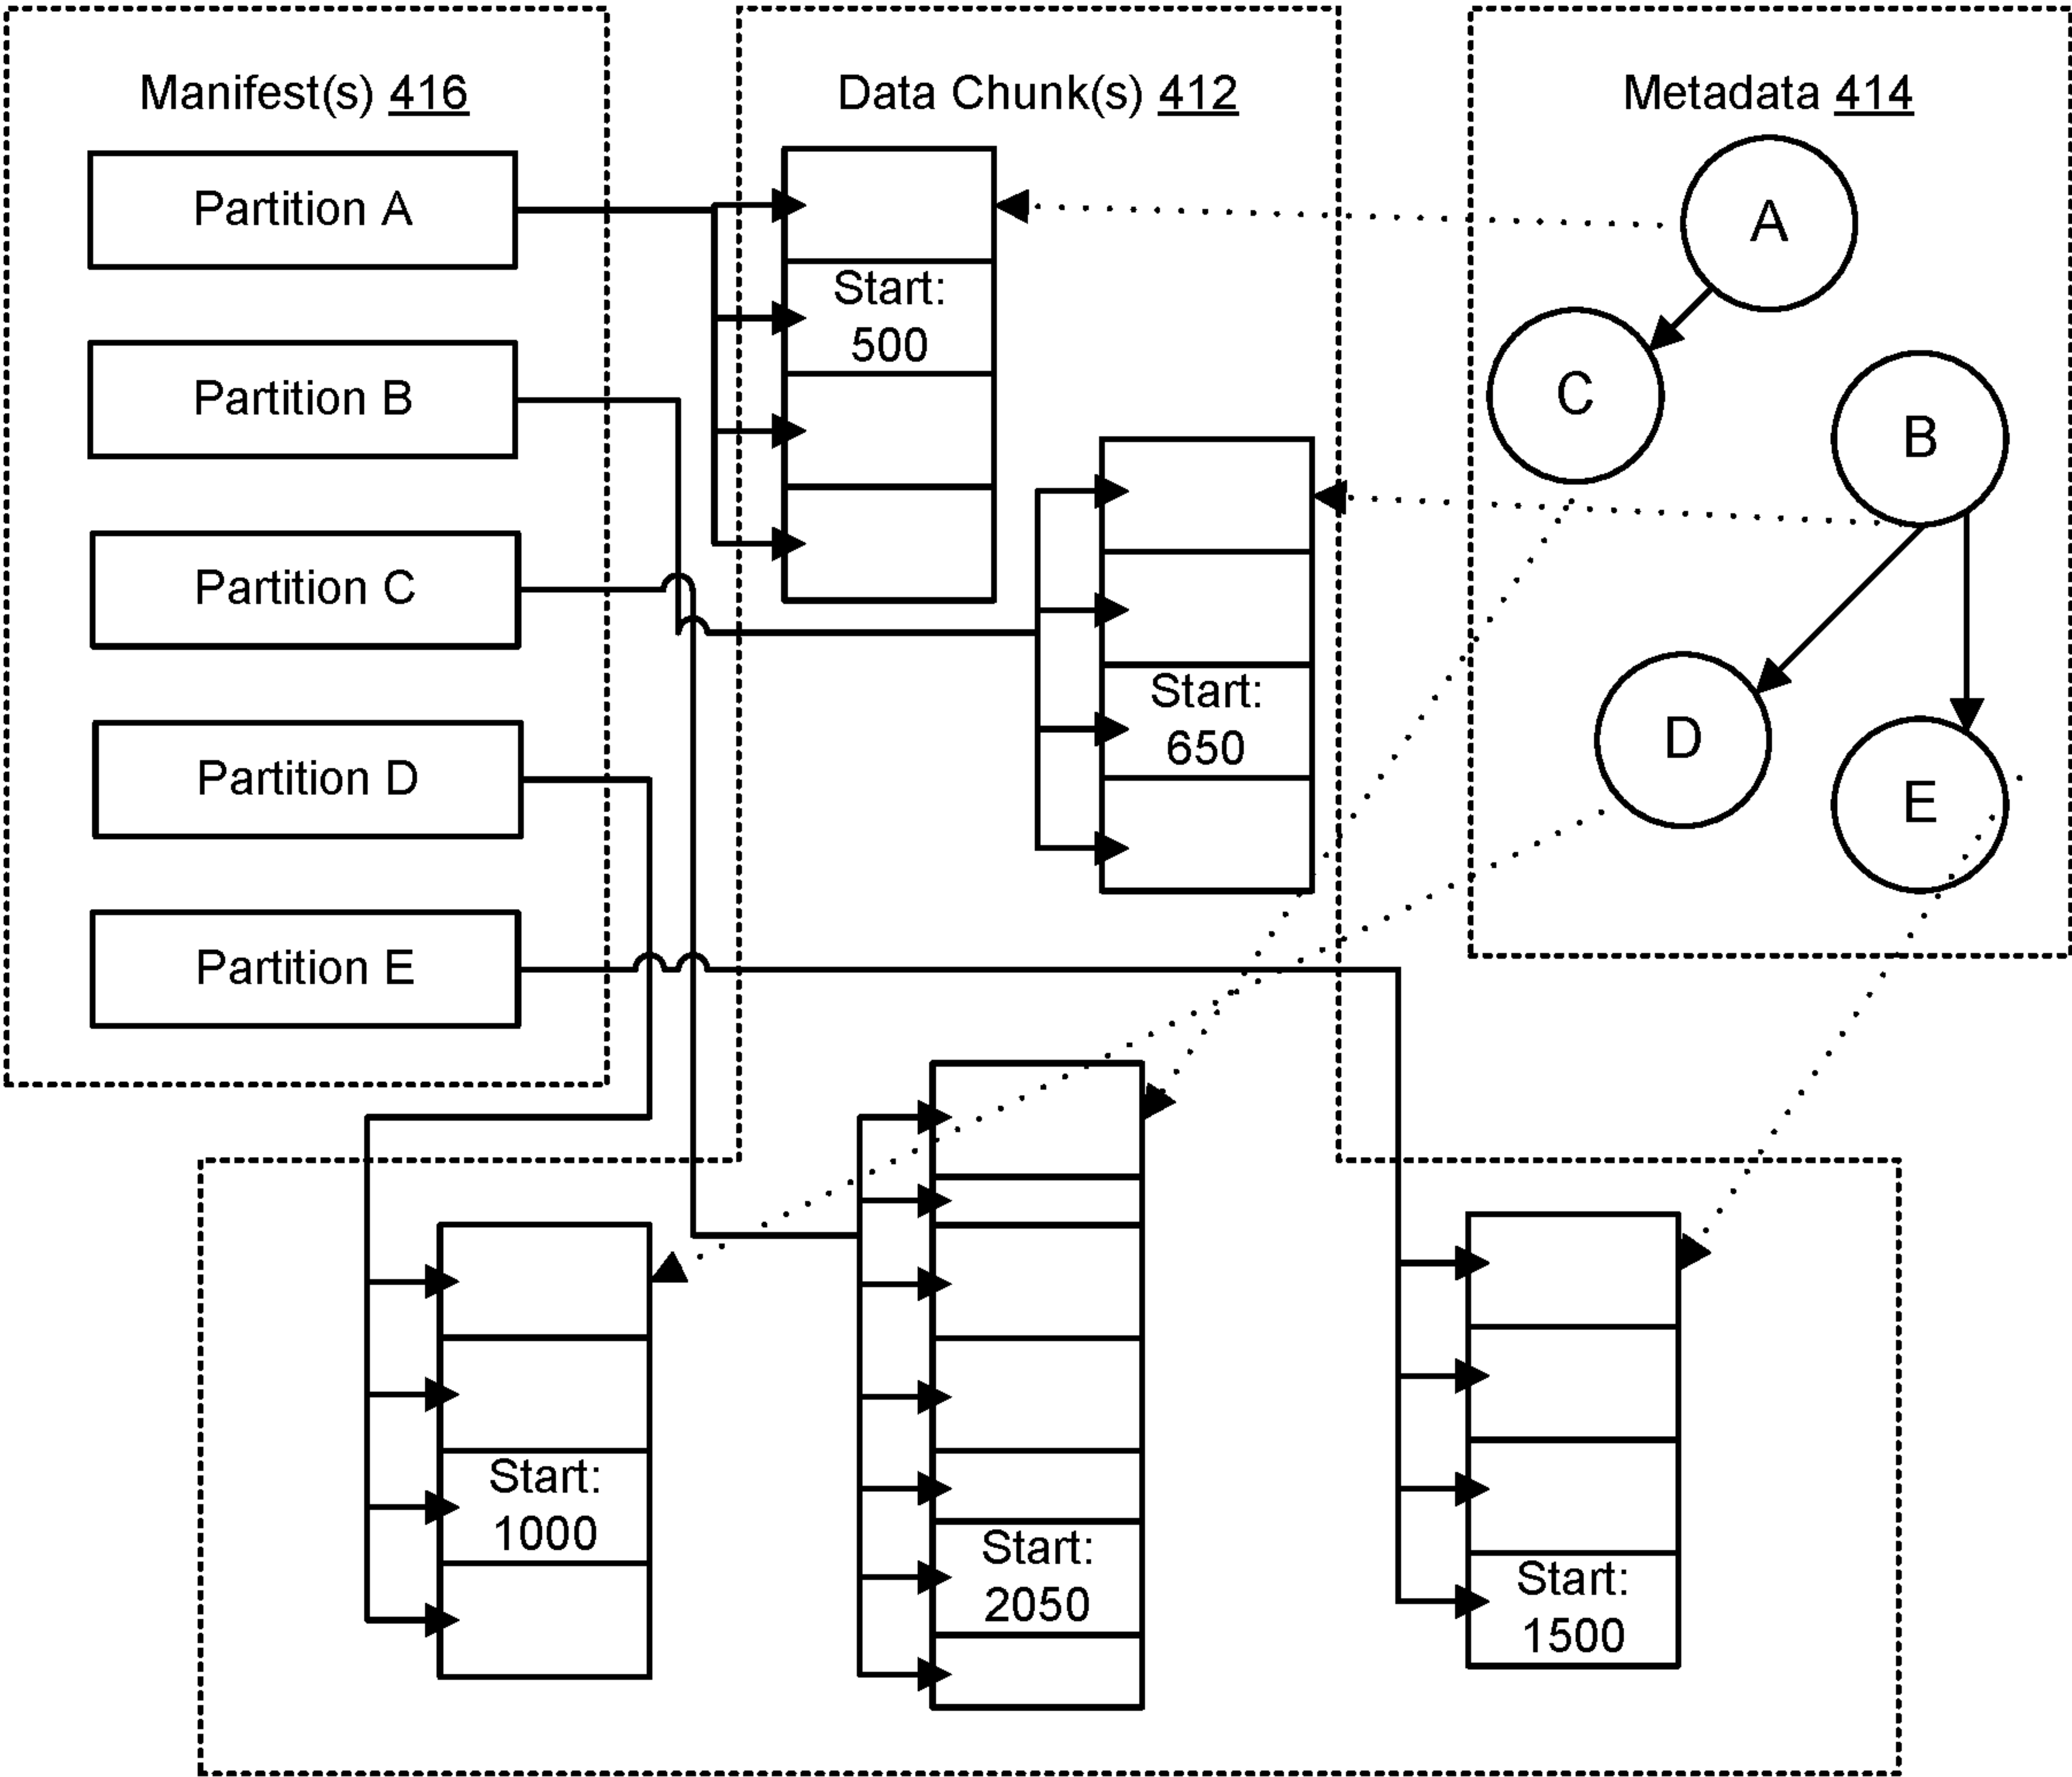 Manifest(s) 416
Partition A
Partition B
Partition C
Partition D
Partition E
Data Chunk(s) 412
Start:
500
Start:
650
Start:
1000
Start:
2050
Start:
1500
Metadata 414
A
C
B
D
E